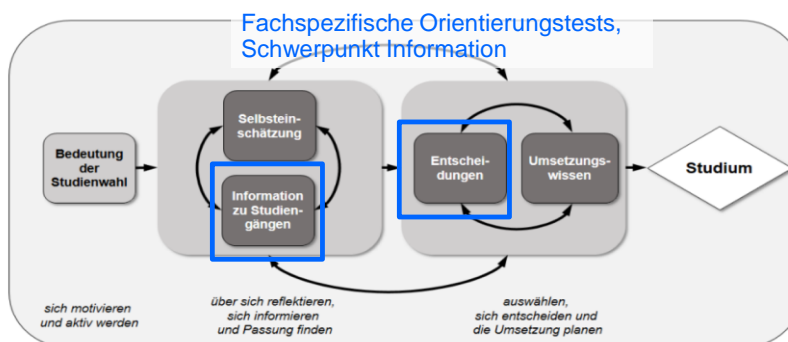 Fachspezifische Orientierungstests,
Schwerpunkt Information
Bedeutung
der
Studienwahl
Selbstein-
schätzung
Information
zu Studien-
gängen
Entschei-
dungen
Umsetzungs-
wissen
Studium
sich motivieren
und aktiv werden
über sich reflektieren,
sich informieren
und Passung finden
auswählen,
sich entscheiden und
die Umsetzung planen